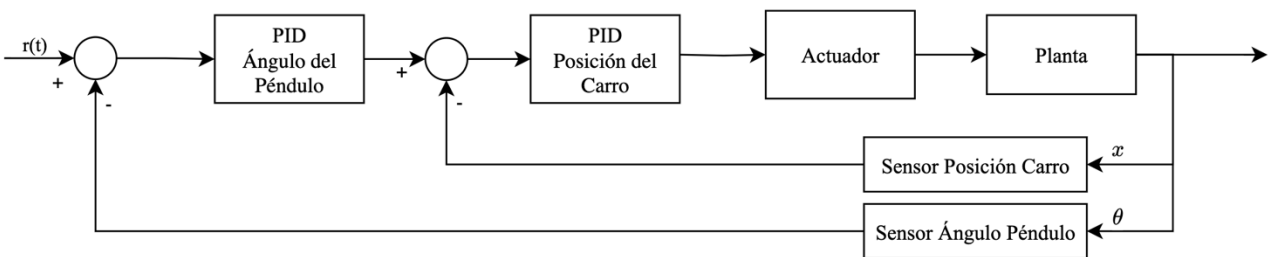 r(t)
+
-
PID
Ángulo del
Péndulo
+
-
PID
Posición del
Carro
Actuador
Planta
Sensor Posición Carro
x
Sensor Ángulo Péndulo
θ